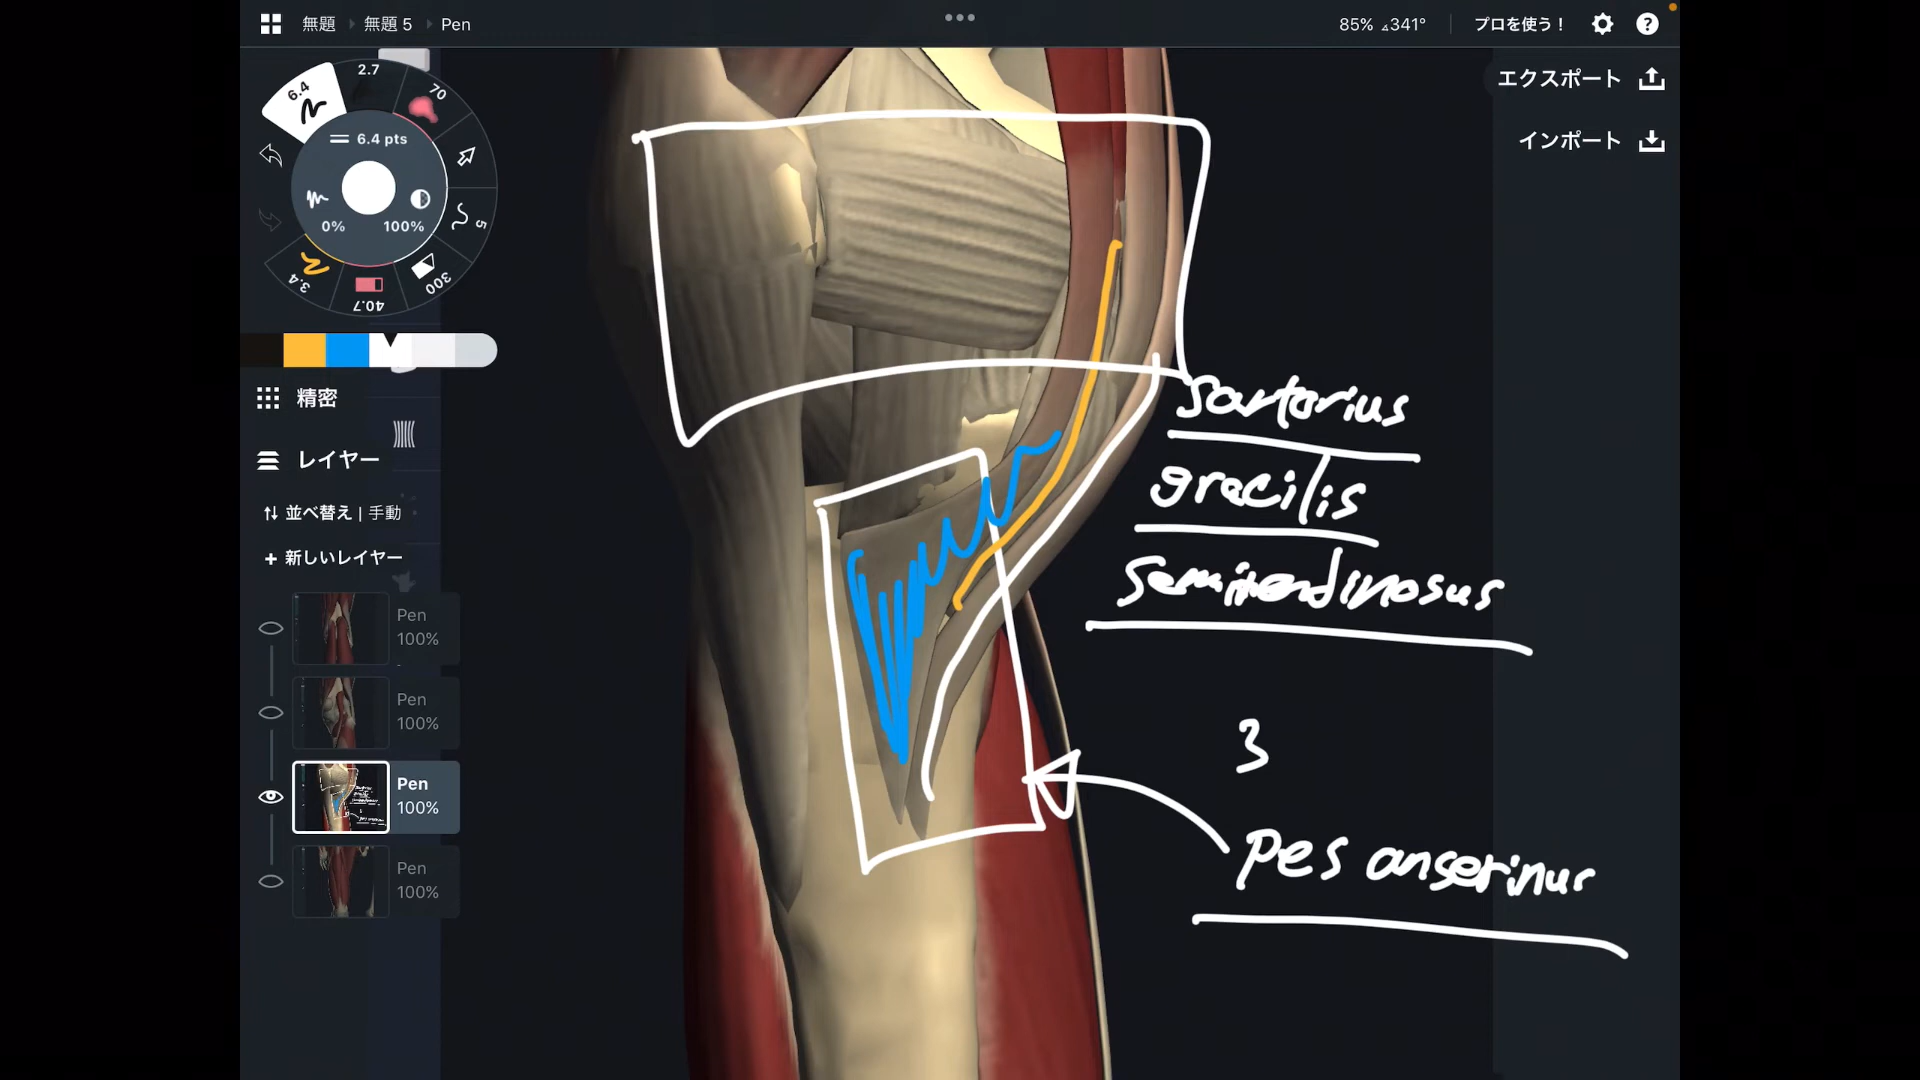 無題 無題 5 Pen
85% ⊿341° プロを使う！
エクスポート
インポート
2.7
6.4
70
6.4 pts
5
0% 100%
3.4
40.7
300
精密
レイヤー
並べ替え | 手動
+ 新しいレイヤー
Pen
100%
Pen
100%
Pen
100%
Pen
100%
Sartorius
gracilis
Semitendinosus
3
Pes anserinus